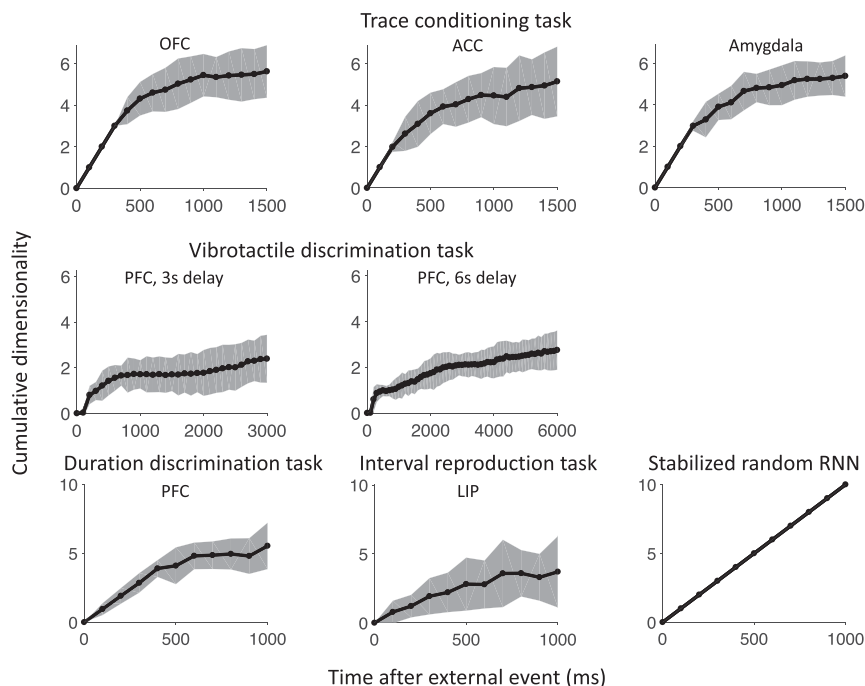 Trace conditioning task
OFC
ACC
Amygdala
6
4
2
0
0 500 1000 1500
6
4
2
0
0 500 1000 1500
6
4
2
0
0 500 1000 1500
Cumulative dimensionality
Vibrotactile discrimination task
PFC, 3s delay
PFC, 6s delay
6
4
2
0
0 1000 2000 3000
6
4
2
0
0 2000 4000 6000
Duration discrimination task
Interval reproduction task
Stabilized random RNN
PFC
LIP
10
5
0
0 500 1000
10
5
0
0 500 1000
10
5
0
0 500 1000
Time after external event (ms)